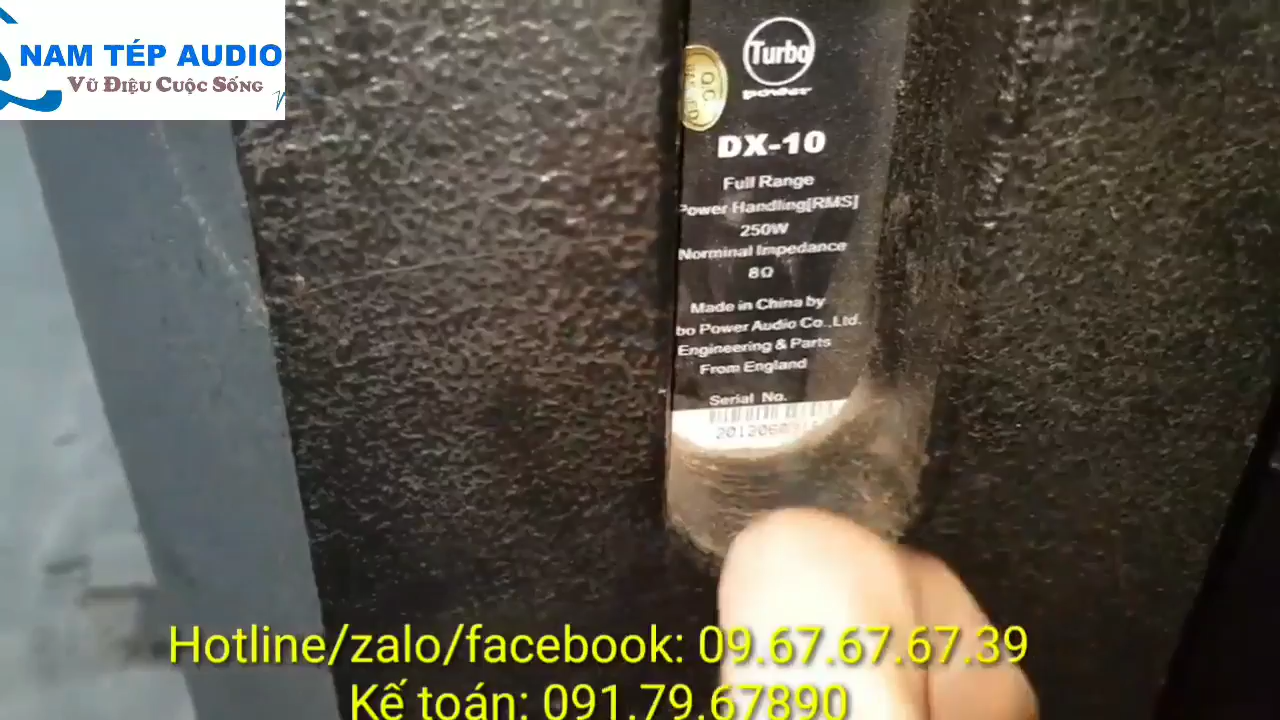 NAM TÉP AUDIO
VŨ ĐIỆU CUỘC SỐNG
Turbo
power
Q.C
DX-10
Full Range
Power Handling[RMS]
250W
Norminal Impedance
8Ω
Made in China by
bo Power Audio Co.,Ltd.
Engineering & Parts
From England
Serial No.
Hotline/zalo/facebook: 09.67.67.67.39
Kế toán: 091.79.67890